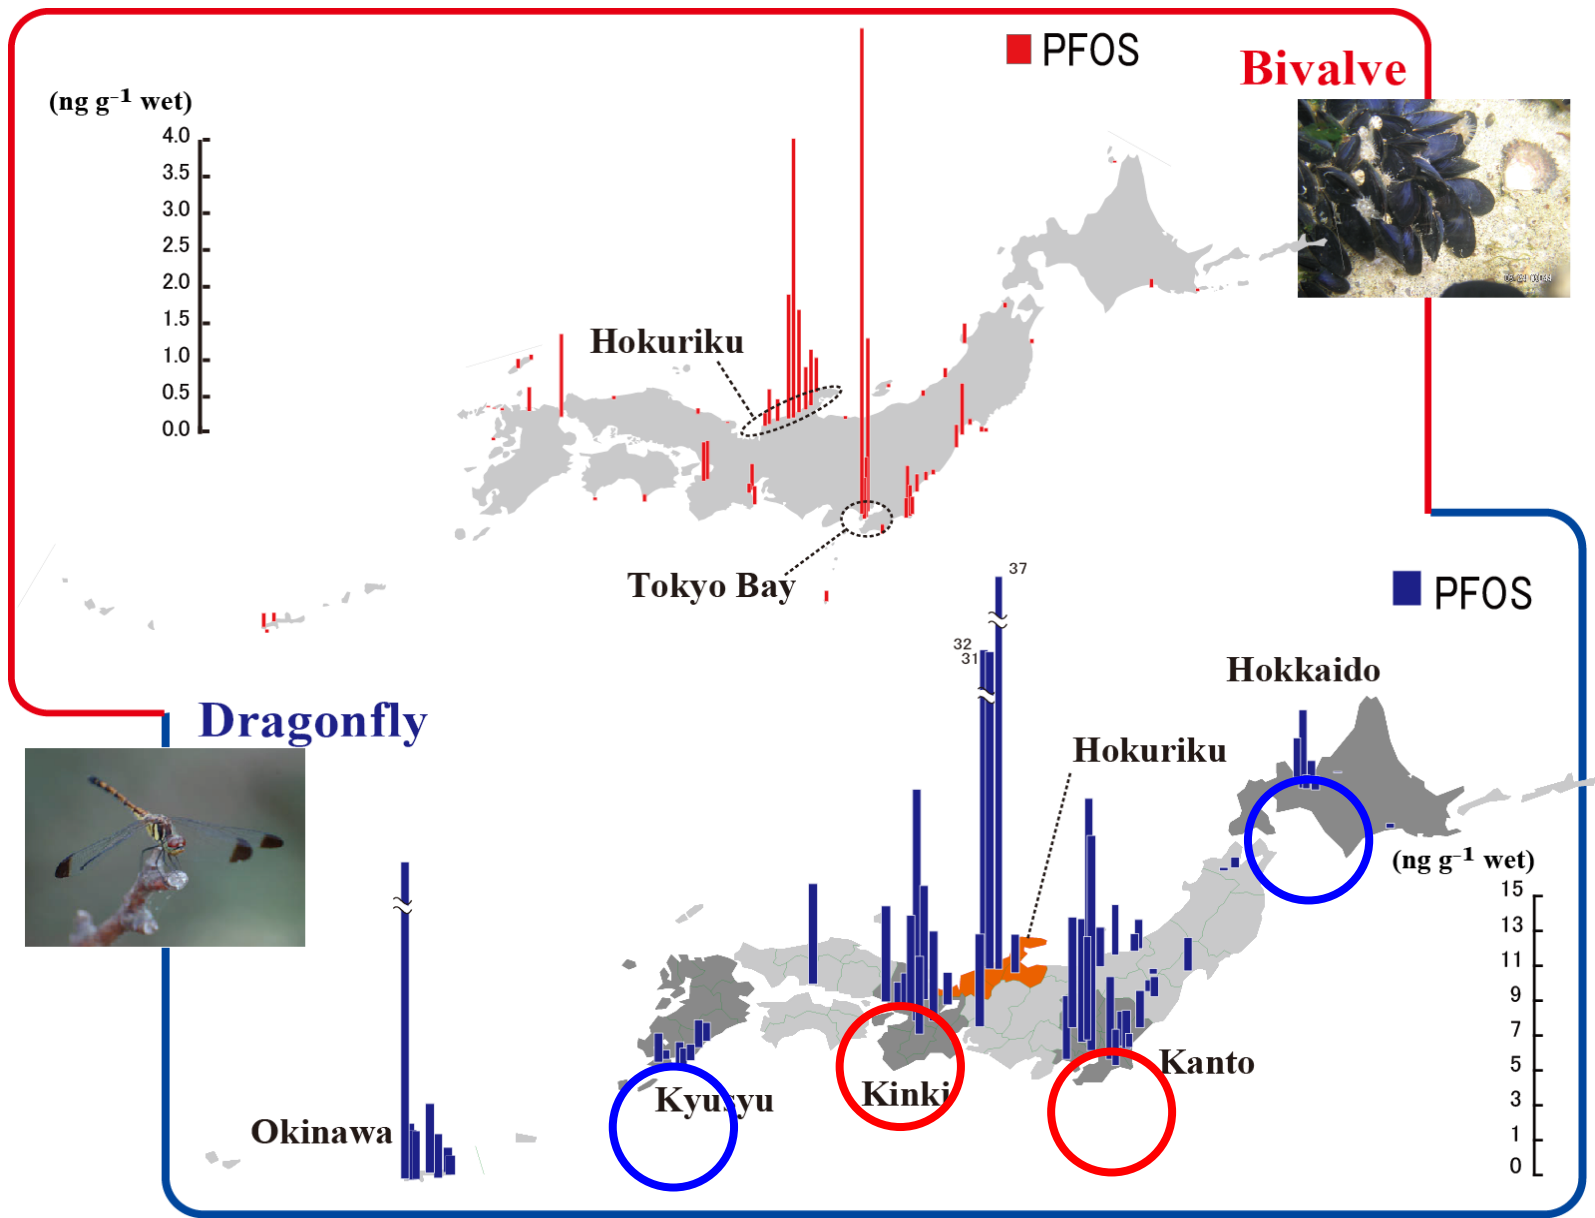 PFOS
Bivalve
(ng g⁻¹ wet)
4.0
3.5
3.0
2.5
2.0
1.5
1.0
0.5
0.0
Hokuriku
Tokyo Bay
37
32
31
PFOS
Hokkaido
Dragonfly
Hokuriku
(ng g⁻¹ wet)
15
13
11
9
7
5
3
1
0
Kanto
Kinki
Kyusyu
Okinawa